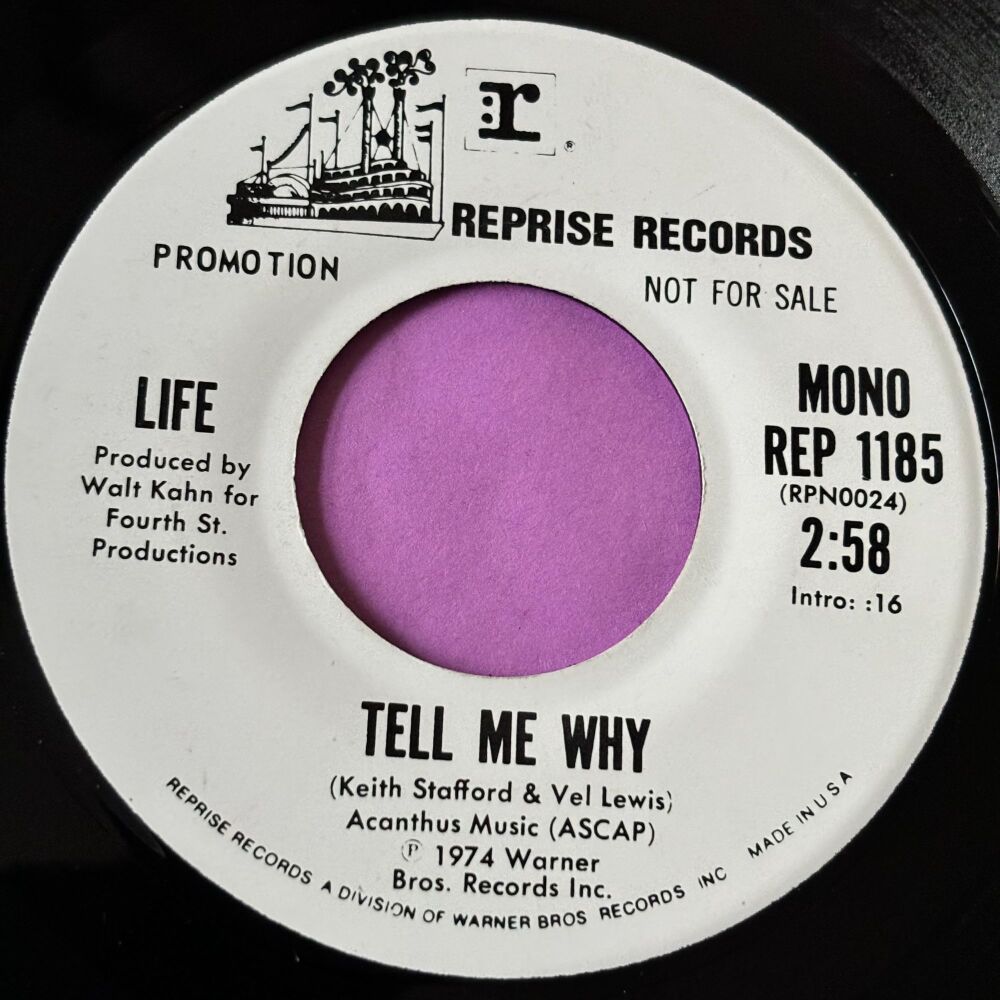 r
®
REPRISE RECORDS
PROMOTION
NOT FOR SALE
LIFE
Produced by
Walt Kahn for
Fourth St.
Productions
MONO
REP 1185
(RPN0024)
2:58
Intro: :16
TELL ME WHY
(Keith Stafford & Vel Lewis)
Acanthus Music (ASCAP)
℗ 1974 Warner
Bros. Records Inc.
REPRISE RECORDS A DIVISION OF WARNER BROS RECORDS INC MADE IN U S A